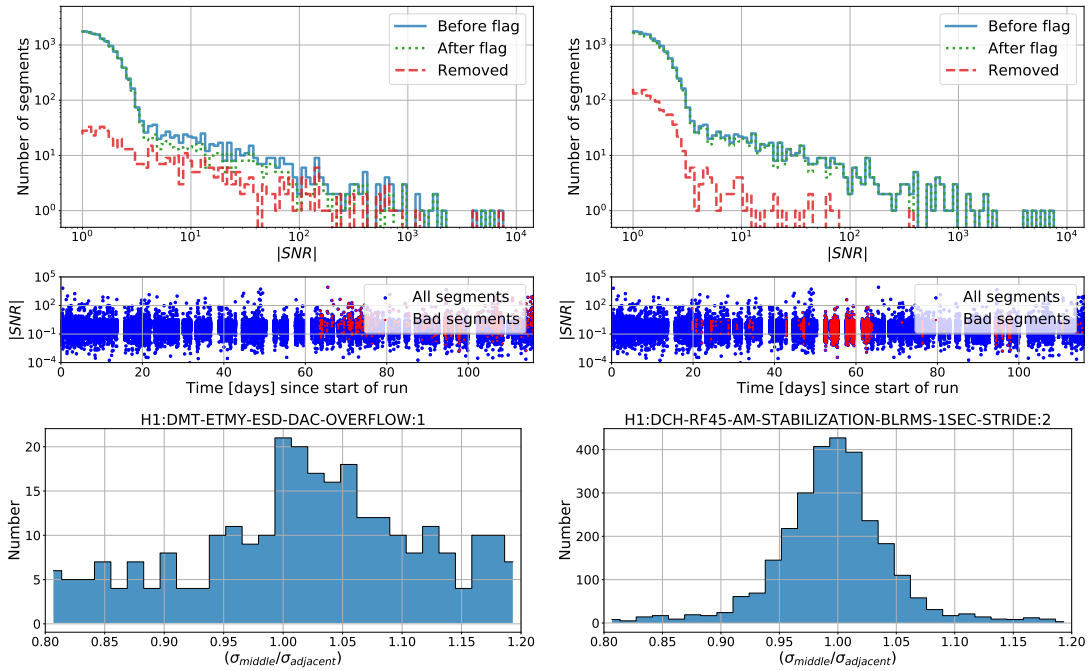 Number of segments
10³
10²
10¹
10⁰
Before flag
After flag
Removed
10⁰ 10¹ 10² 10³ 10⁴
|SNR|
Number of segments
10³
10²
10¹
10⁰
Before flag
After flag
Removed
10⁰ 10¹ 10² 10³ 10⁴
|SNR|
|SNR|
10⁵
10²
10⁻¹
10⁻⁴
All segments
Bad segments
0 20 40 60 80 100
Time [days] since start of run
|SNR|
10⁵
10²
10⁻¹
10⁻⁴
All segments
Bad segments
0 20 40 60 80 100
Time [days] since start of run
H1:DMT-ETMY-ESD-DAC-OVERFLOW:1
Number
20
15
10
5
0
0.80 0.85 0.90 0.95 1.00 1.05 1.10 1.15 1.20
(σmiddle/σadjacent)
H1:DCH-RF45-AM-STABILIZATION-BLRMS-1SEC-STRIDE:2
Number
400
300
200
100
0
0.80 0.85 0.90 0.95 1.00 1.05 1.10 1.15 1.20
(σmiddle/σadjacent)